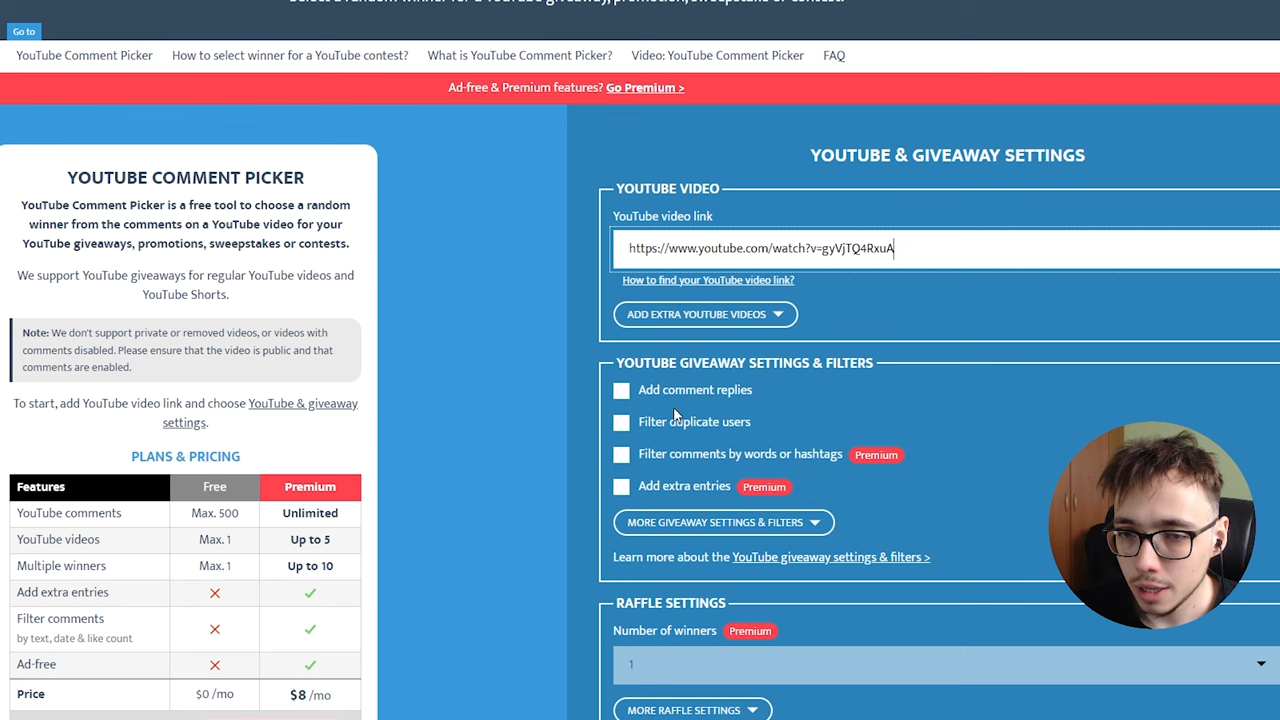 Select a random winner for a YouTube giveaway, promotion, sweepstake or contest.
Go to
YouTube Comment Picker
How to select winner for a YouTube contest?
What is YouTube Comment Picker?
Video: YouTube Comment Picker
FAQ
Ad-free & Premium features? Go Premium >
YOUTUBE COMMENT PICKER
YouTube Comment Picker is a free tool to choose a random
winner from the comments on a YouTube video for your
YouTube giveaways, promotions, sweepstakes or contests.
We support YouTube giveaways for regular YouTube videos and
YouTube Shorts.
Note: We don't support private or removed videos, or videos with
comments disabled. Please ensure that the video is public and that
comments are enabled.
To start, add YouTube video link and choose YouTube & giveaway
settings.
PLANS & PRICING
Features Free Premium
YouTube comments Max. 500 Unlimited
YouTube videos Max. 1 Up to 5
Multiple winners Max. 1 Up to 10
Add extra entries
Filter comments
by text, date & like count
Ad-free
Price $0 /mo $8 /mo
YOUTUBE & GIVEAWAY SETTINGS
YOUTUBE VIDEO
YouTube video link
https://www.youtube.com/watch?v=gyVjTQ4RxuA
How to find your YouTube video link?
ADD EXTRA YOUTUBE VIDEOS
YOUTUBE GIVEAWAY SETTINGS & FILTERS
Add comment replies
Filter duplicate users
Filter comments by words or hashtags Premium
Add extra entries Premium
MORE GIVEAWAY SETTINGS & FILTERS
Learn more about the YouTube giveaway settings & filters >
RAFFLE SETTINGS
Number of winners Premium
1
MORE RAFFLE SETTINGS